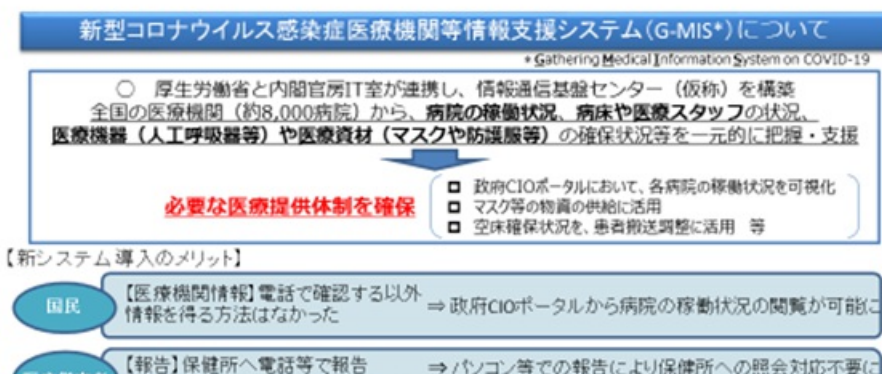 新型コロナウイルス感染症医療機関等情報支援システム(G-MIS*)について
* Gathering Medical Information System on COVID-19
○ 厚生労働省と内閣官房IT室が連携し、情報通信基盤センター（仮称）を構築
全国の医療機関（約8,000病院）から、病院の稼働状況、病床や医療スタッフの状況、
医療機器（人工呼吸器等）や医療資材（マスクや防護服等）の確保状況等を一元的に把握・支援
必要な医療提供体制を確保
政府CIOポータルにおいて、各病院の稼働状況を可視化
マスク等の物資の供給に活用
空床確保状況を、患者搬送調整に活用 等
【新システム導入のメリット】
国民
【医療機関情報】電話で確認する以外
情報を得る方法はなかった
⇒ 政府CIOポータルから病院の稼働状況の閲覧が可能に
【報告】保健所へ電話等で報告
⇒ パソコン等での報告により保健所への照会対応不要に